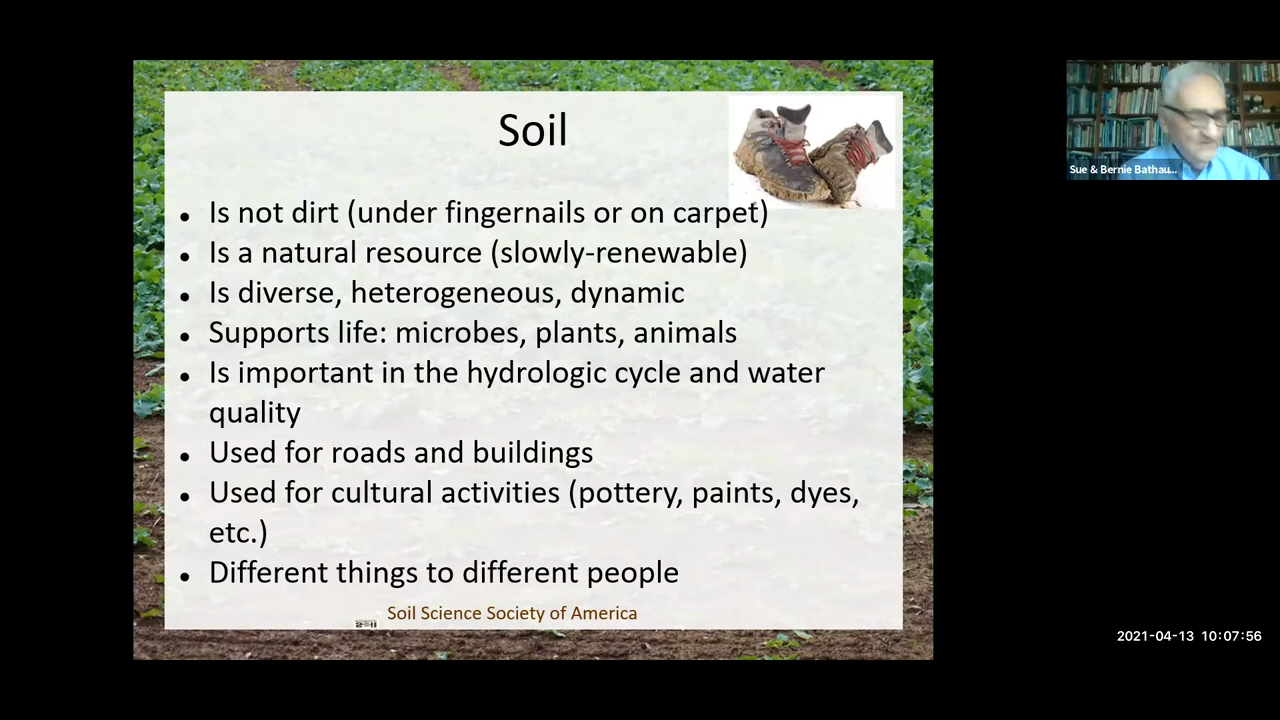 Soil
• Is not dirt (under fingernails or on carpet)
• Is a natural resource (slowly-renewable)
• Is diverse, heterogeneous, dynamic
• Supports life: microbes, plants, animals
• Is important in the hydrologic cycle and water
quality
• Used for roads and buildings
• Used for cultural activities (pottery, paints, dyes,
etc.)
• Different things to different people
Soil Science Society of America
Sue & Bernie Bathau...
2021-04-13 10:07:56